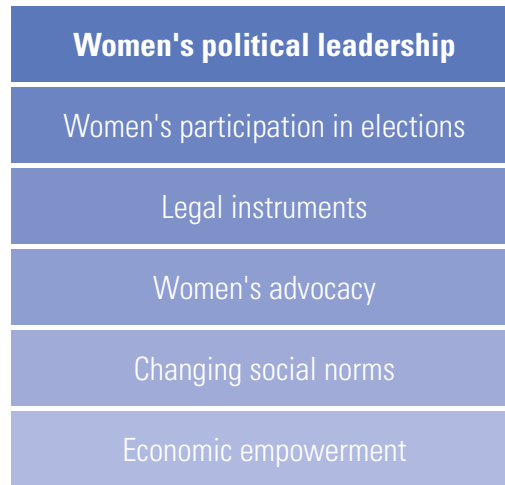 Women's political leadership
Women's participation in elections
Legal instruments
Women's advocacy
Changing social norms
Economic empowerment